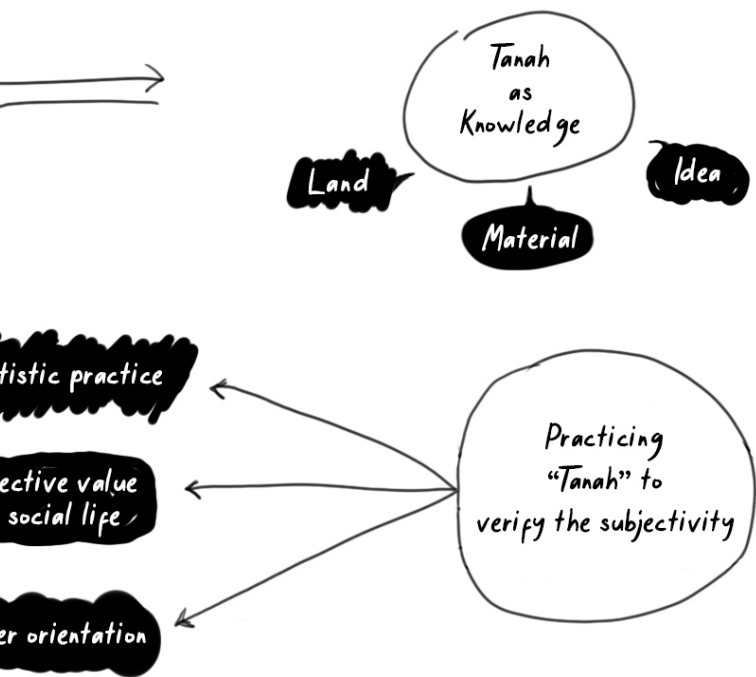 Tanah
as
Knowledge
Land
Material
Idea
tistic practice
ective value
social life
er orientation
Practicing
“Tanah” to
verify the subjectivity